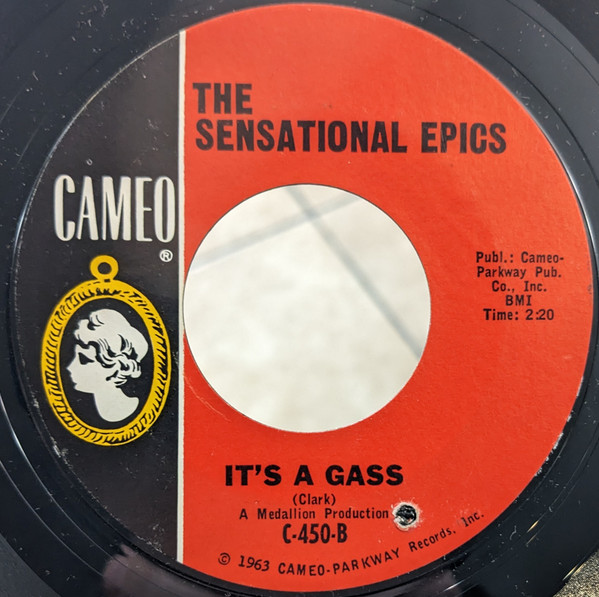 THE
SENSATIONAL EPICS
CAMEO
®
Publ.: Cameo-
Parkway Pub.
Co., Inc.
BMI
Time: 2:20
IT'S A GASS
(Clark)
A Medallion Production
C-450-B
© 1963 CAMEO-PARKWAY Records, Inc.